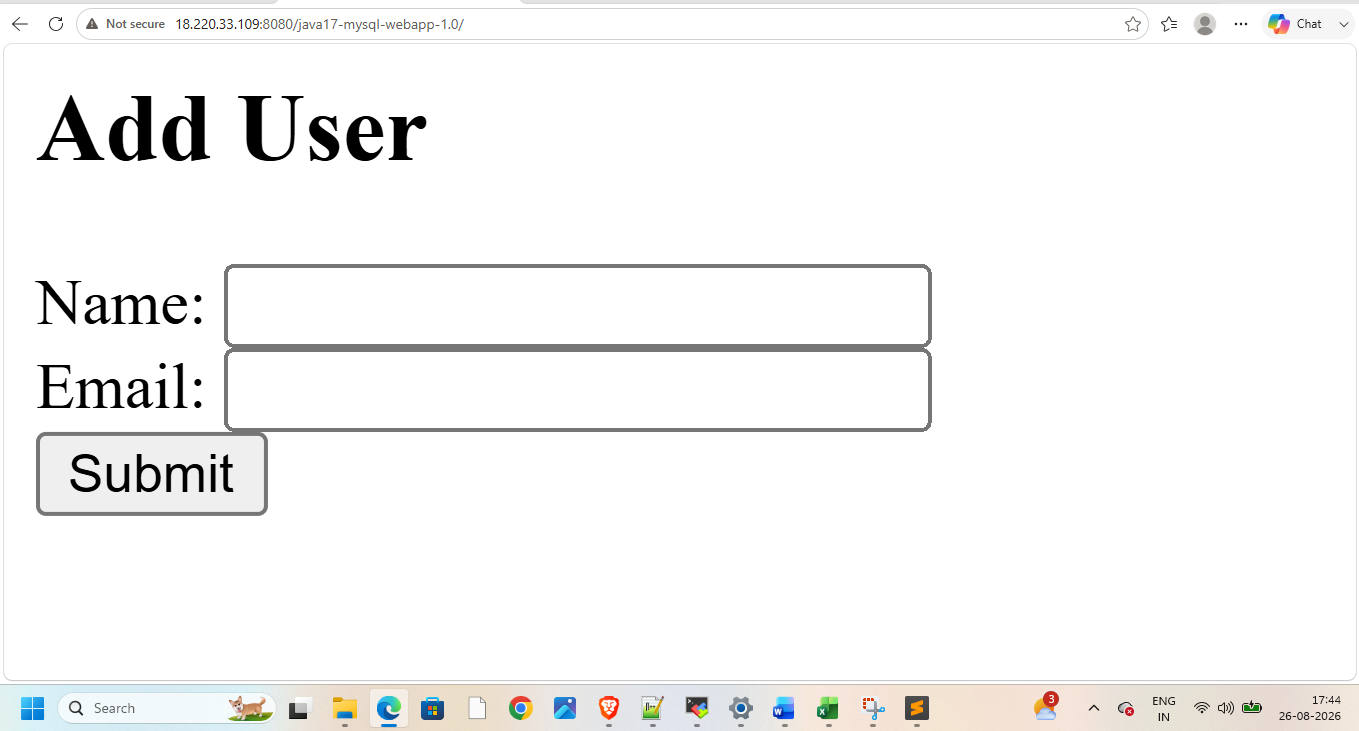 Not secure 18.220.33.109:8080/java17-mysql-webapp-1.0/ Chat
Add User
Name:
Email:
Submit
Search
3
ENG
IN
17:44
26-08-2026